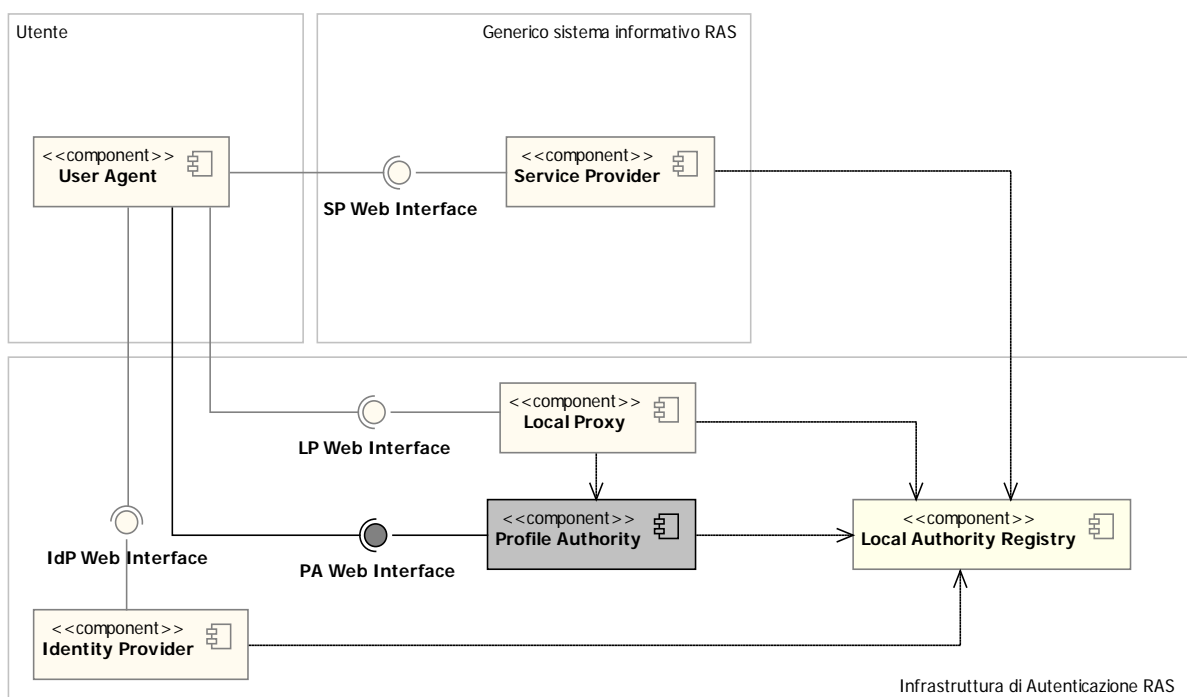 Utente
Generico sistema informativo RAS
<<component>>
User Agent
<<component>>
Service Provider
SP Web Interface
<<component>>
Local Proxy
LP Web Interface
<<component>>
Profile Authority
<<component>>
Local Authority Registry
IdP Web Interface
PA Web Interface
<<component>>
Identity Provider
Infrastruttura di Autenticazione RAS